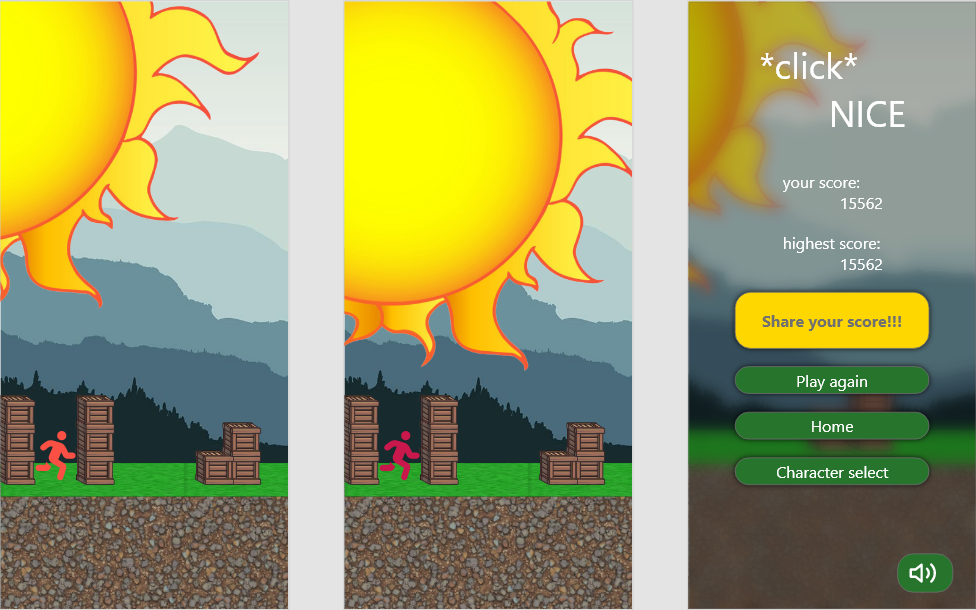 *click*
NICE
your score:
15562
highest score:
15562
Share your score!!!
Play again
Home
Character select